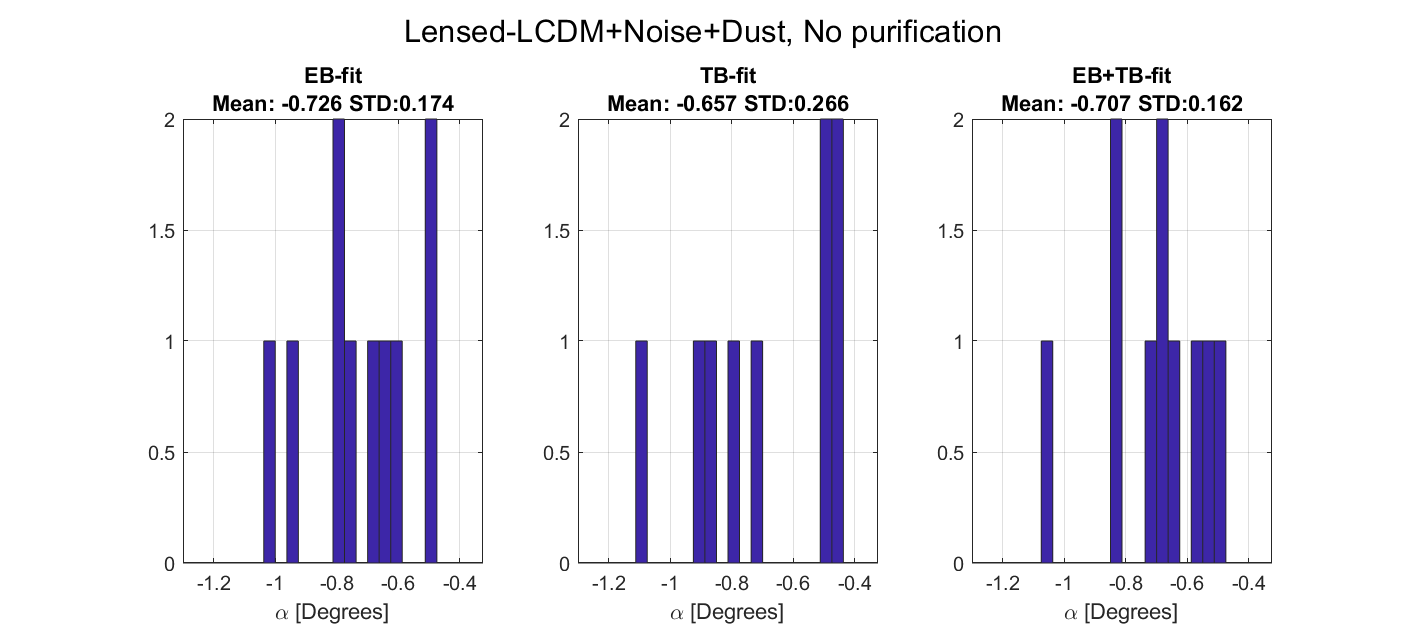 Lensed-LCDM+Noise+Dust, No purification
EB-fit
Mean: -0.726 STD:0.174
2
1.5
1
0.5
0
-1.2 -1 -0.8 -0.6 -0.4
α [Degrees]
TB-fit
Mean: -0.657 STD:0.266
2
1.5
1
0.5
0
-1.2 -1 -0.8 -0.6 -0.4
α [Degrees]
EB+TB-fit
Mean: -0.707 STD:0.162
2
1.5
1
0.5
0
-1.2 -1 -0.8 -0.6 -0.4
α [Degrees]